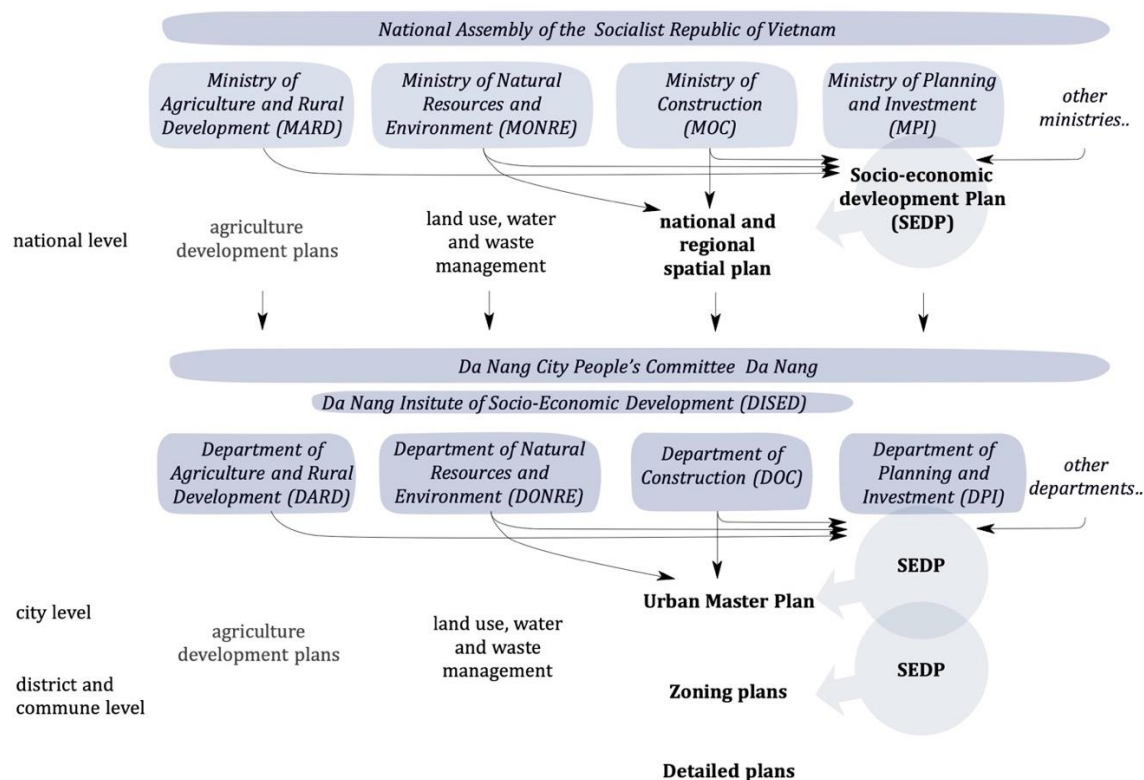 National Assembly of the Socialist Republic of Vietnam
Ministry of
Agriculture and Rural
Development (MARD)
Ministry of Natural
Resources and
Environment (MONRE)
Ministry of
Construction
(MOC)
Ministry of Planning
and Investment
(MPI)
other
ministries..
Socio-economic
devleopment Plan
(SEDP)
national level
agriculture
development plans
land use, water
and waste
management
national and
regional
spatial plan
Da Nang City People's Committee Da Nang
Da Nang Insitute of Socio-Economic Development (DISED)
Department of
Agriculture and Rural
Development (DARD)
Department of Natural
Resources and
Environment (DONRE)
Department of
Construction (DOC)
Department of
Planning and
Investment (DPI)
other
departments..
SEDP
city level
Urban Master Plan
agriculture
development plans
land use, water
and waste
management
SEDP
district and
commune level
Zoning plans
Detailed plans